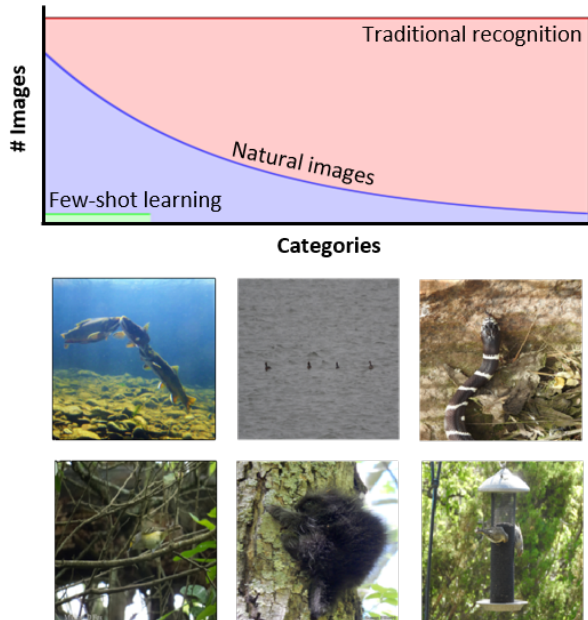 Traditional recognition
# Images
Natural images
Few-shot learning
Categories